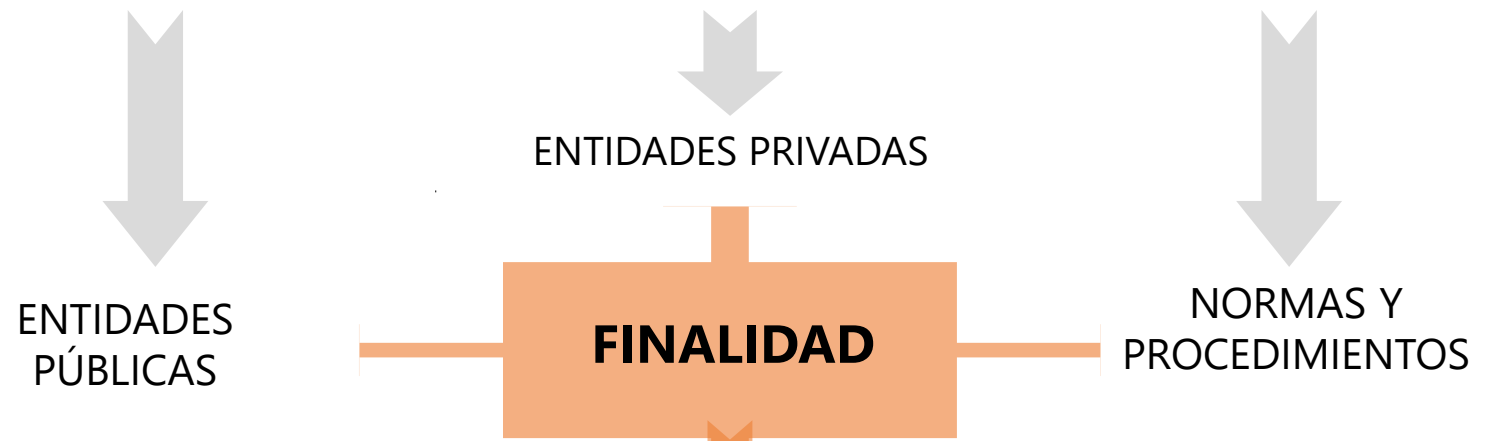 ENTIDADES PRIVADAS
ENTIDADES
PÚBLICAS
FINALIDAD
NORMAS Y
PROCEDIMIENTOS